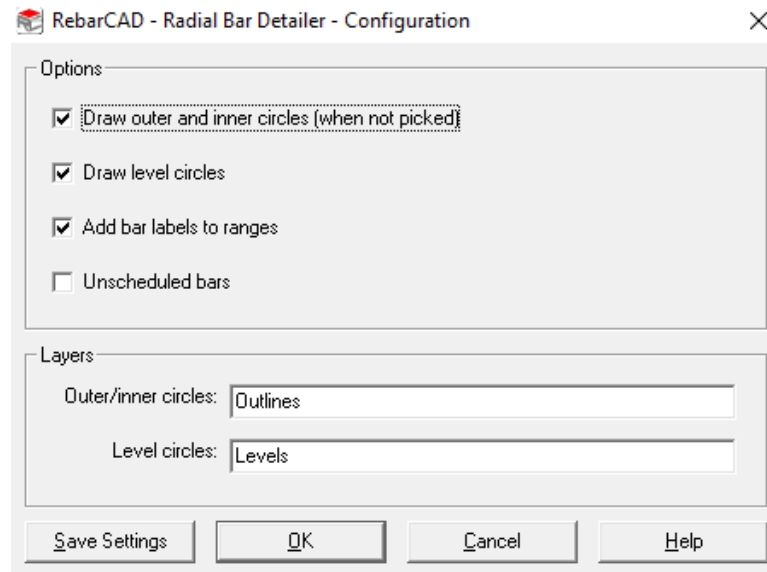 RebarCAD - Radial Bar Detailer - Configuration
Options
Draw outer and inner circles (when not picked)
Draw level circles
Add bar labels to ranges
Unscheduled bars
Layers
Outer/inner circles: Outlines
Level circles: Levels
Save Settings OK Cancel Help